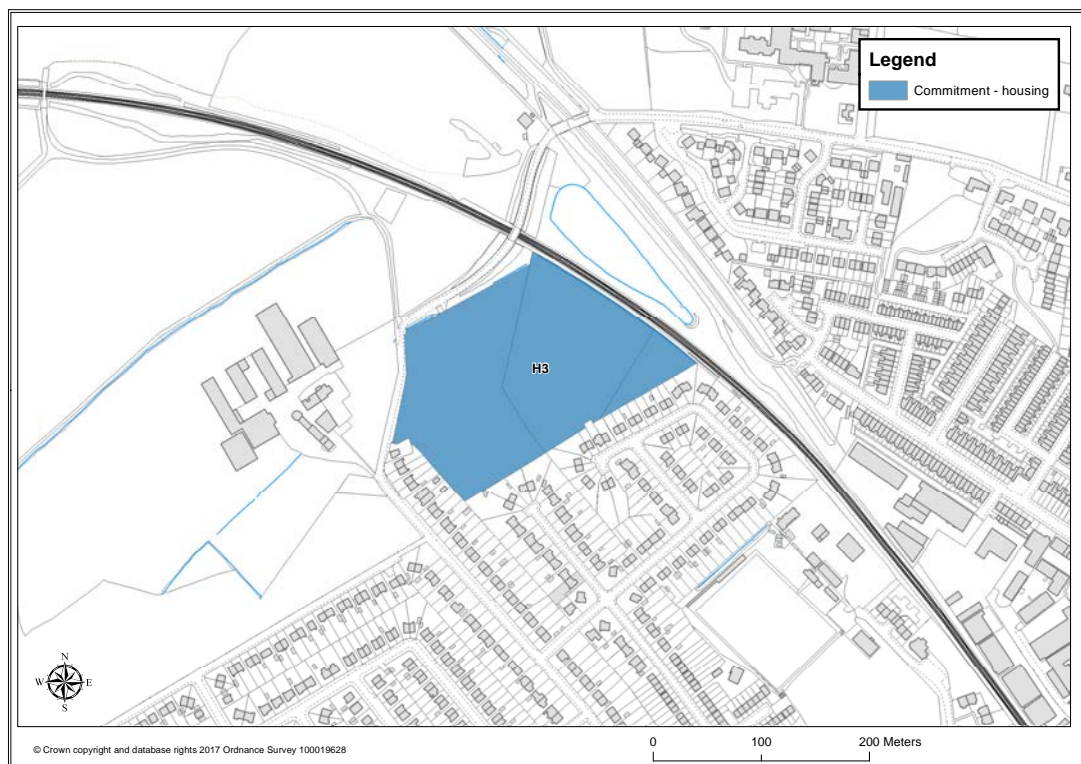 Legend
Commitment - housing
H3
N
W E
S
© Crown copyright and database rights 2017 Ordnance Survey 100019628
0 100 200 Meters